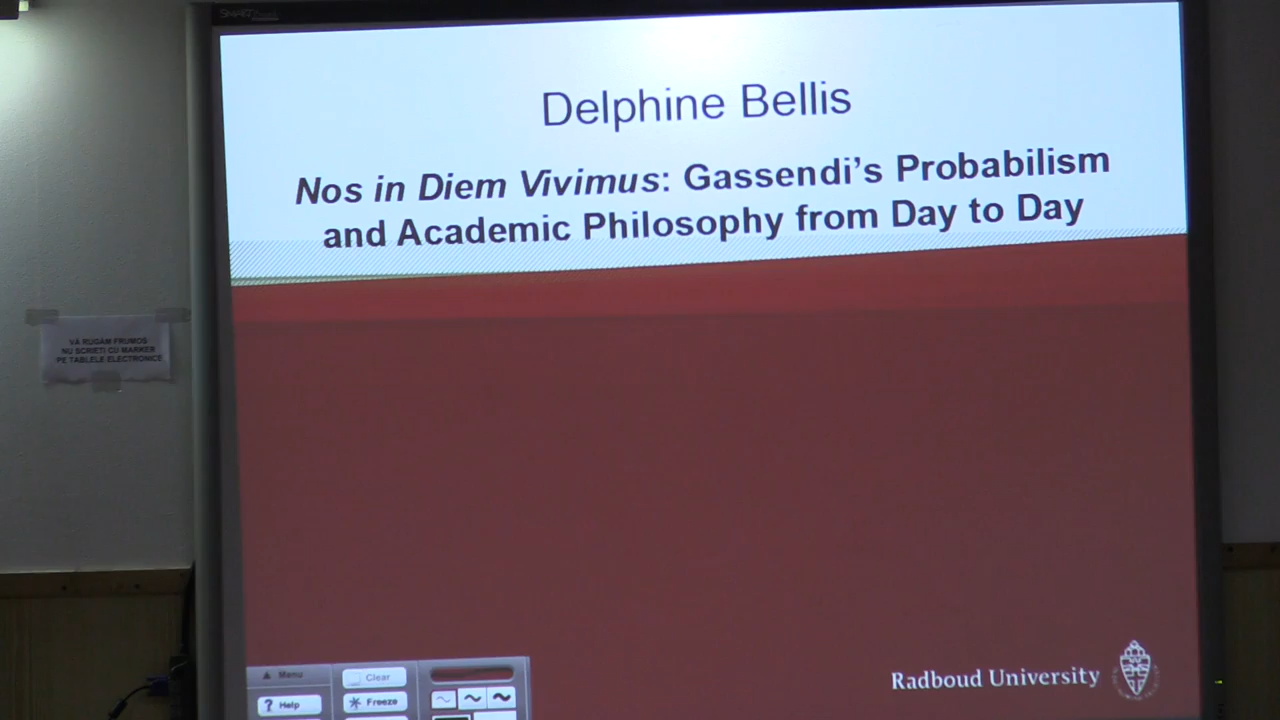 SMART
Delphine Bellis
Nos in Diem Vivimus: Gassendi's Probabilism
and Academic Philosophy from Day to Day
VĂ RUGĂM FRUMOS
NU SCRIEȚI CU MARKER
PE TABLELE ELECTRONICE
Radboud University
Menu
Clear
? Help
Freeze